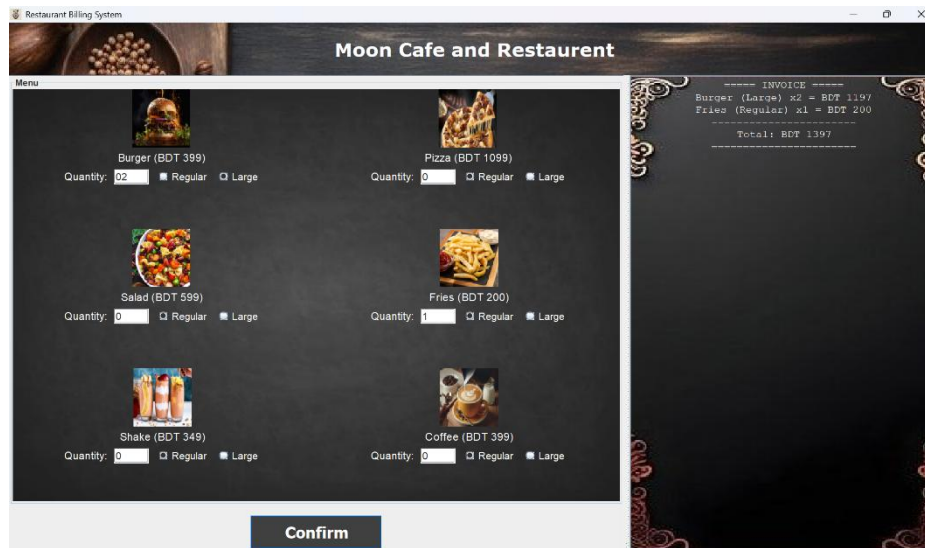 Restaurant Billing System
Moon Cafe and Restaurent
Menu
Burger (BDT 399)
Quantity: 02 Regular Large
Pizza (BDT 1099)
Quantity: 0 Regular Large
Salad (BDT 599)
Quantity: 0 Regular Large
Fries (BDT 200)
Quantity: 1 Regular Large
Shake (BDT 349)
Quantity: 0 Regular Large
Coffee (BDT 399)
Quantity: 0 Regular Large
Confirm
----- INVOICE -----
Burger (Large) x2 = BDT 1197
Fries (Regular) x1 = BDT 200
------------------------
Total: BDT 1397
------------------------